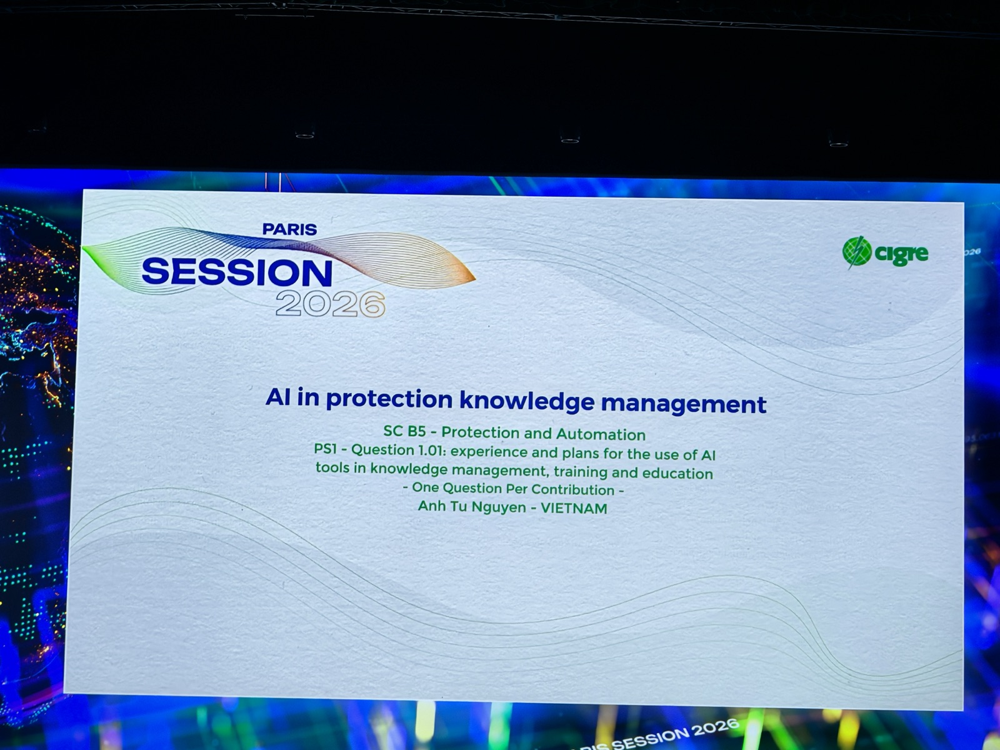 PARIS
SESSION
2026
cigre
026
AI in protection knowledge management
SC B5 - Protection and Automation
PS1 - Question 1.01: experience and plans for the use of AI
tools in knowledge management, training and education
- One Question Per Contribution -
Anh Tu Nguyen - VIETNAM
PARIS SESSION 2026